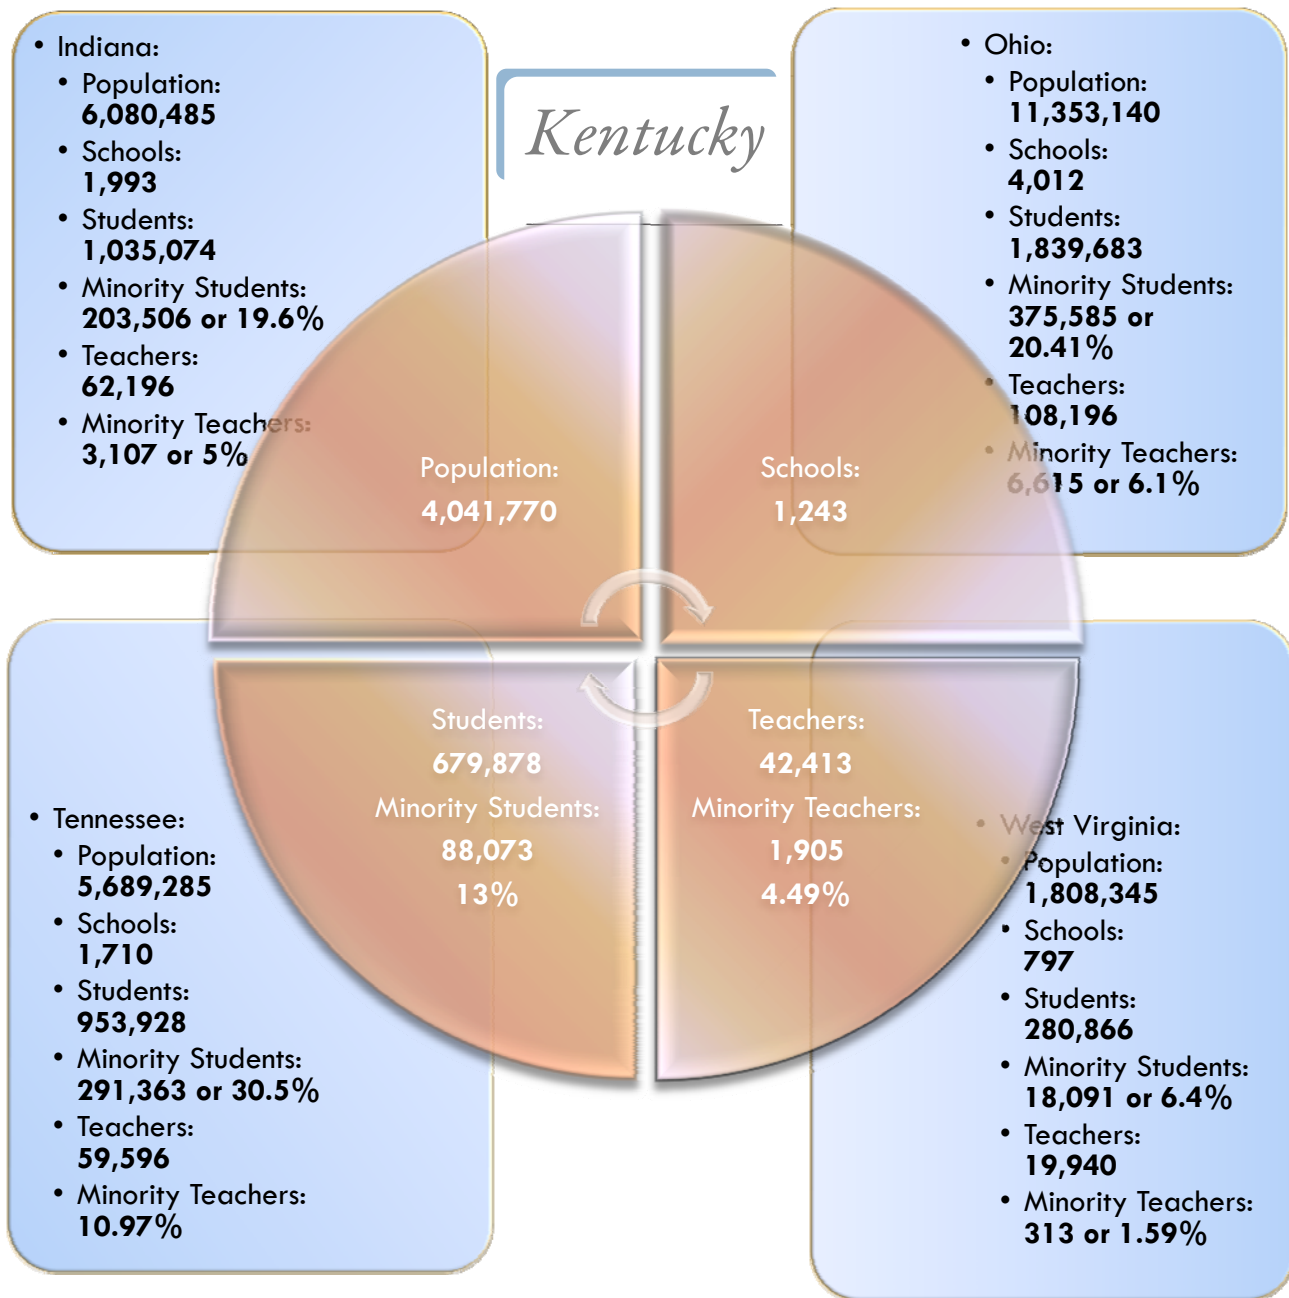 • Indiana:
• Population:
6,080,485
• Schools:
1,993
• Students:
1,035,074
• Minority Students:
203,506 or 19.6%
• Teachers:
62,196
• Minority Teachers:
3,107 or 5%
Kentucky
• Ohio:
• Population:
11,353,140
• Schools:
4,012
• Students:
1,839,683
• Minority Students:
375,585 or
20.41%
• Teachers:
108,196
• Minority Teachers:
6,615 or 6.1%
Population:
4,041,770
Schools:
1,243
Students:
679,878
Minority Students:
88,073
13%
Teachers:
42,413
Minority Teachers:
1,905
4.49%
• Tennessee:
• Population:
5,689,285
• Schools:
1,710
• Students:
953,928
• Minority Students:
291,363 or 30.5%
• Teachers:
59,596
• Minority Teachers:
10.97%
• West Virginia:
• Population:
1,808,345
• Schools:
797
• Students:
280,866
• Minority Students:
18,091 or 6.4%
• Teachers:
19,940
• Minority Teachers:
313 or 1.59%